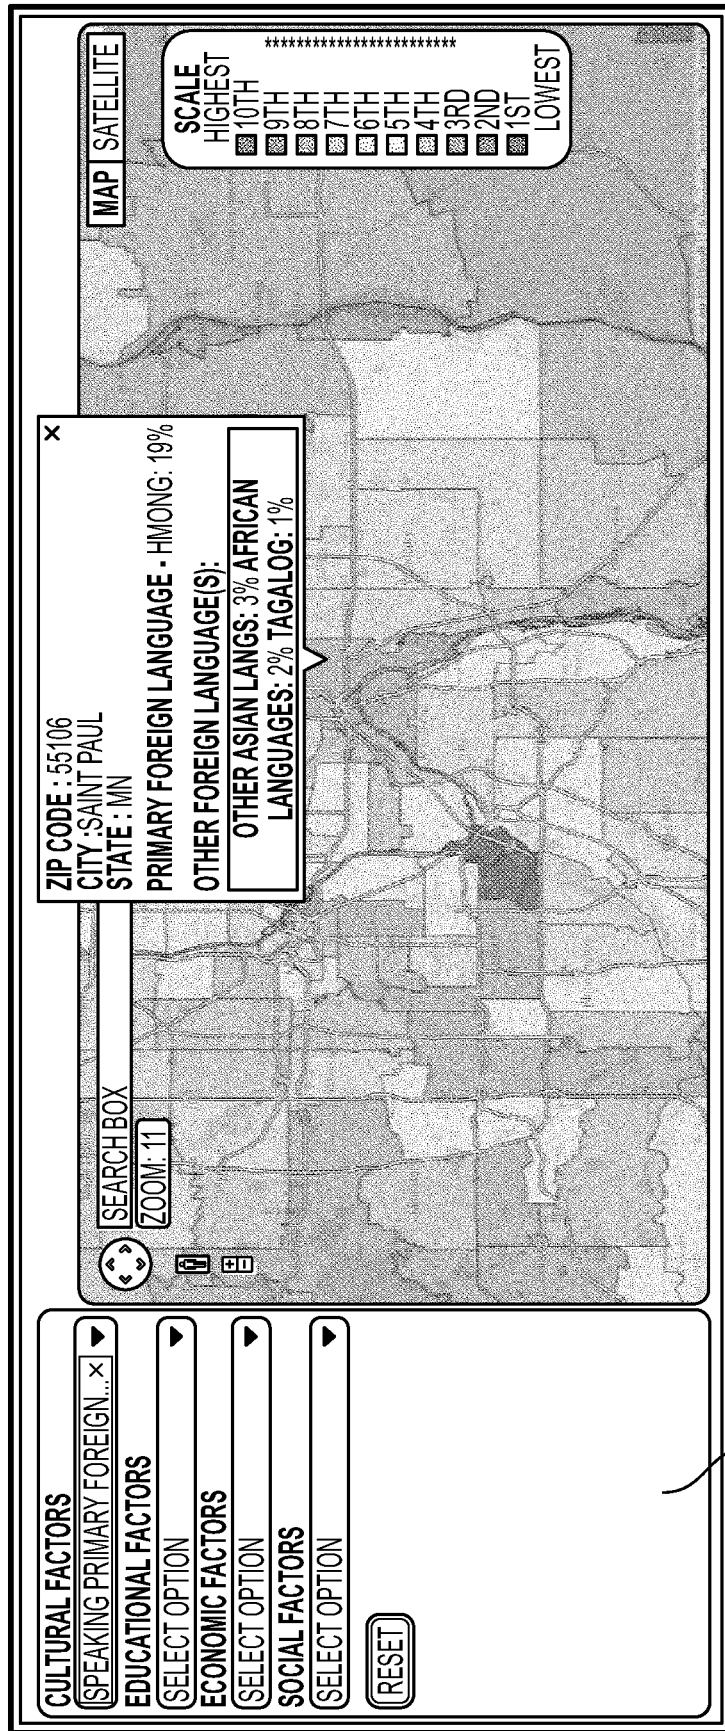 CULTURAL FACTORS
SPEAKING PRIMARY FOREIGN...×
EDUCATIONAL FACTORS
SELECT OPTION
ECONOMIC FACTORS
SELECT OPTION
SOCIAL FACTORS
SELECT OPTION
RESET
SEARCH BOX
ZOOM: 11
ZIP CODE : 55106
CITY :SAINT PAUL
STATE : MN
PRIMARY FOREIGN LANGUAGE - HMONG: 19%
OTHER FOREIGN LANGUAGE(S):
OTHER ASIAN LANGS: 3% AFRICAN
LANGUAGES: 2% TAGALOG: 1%
×
MAP SATELLITE
SCALE
HIGHEST
10TH
9TH
8TH
7TH
6TH
5TH
4TH
3RD
2ND
1ST
LOWEST